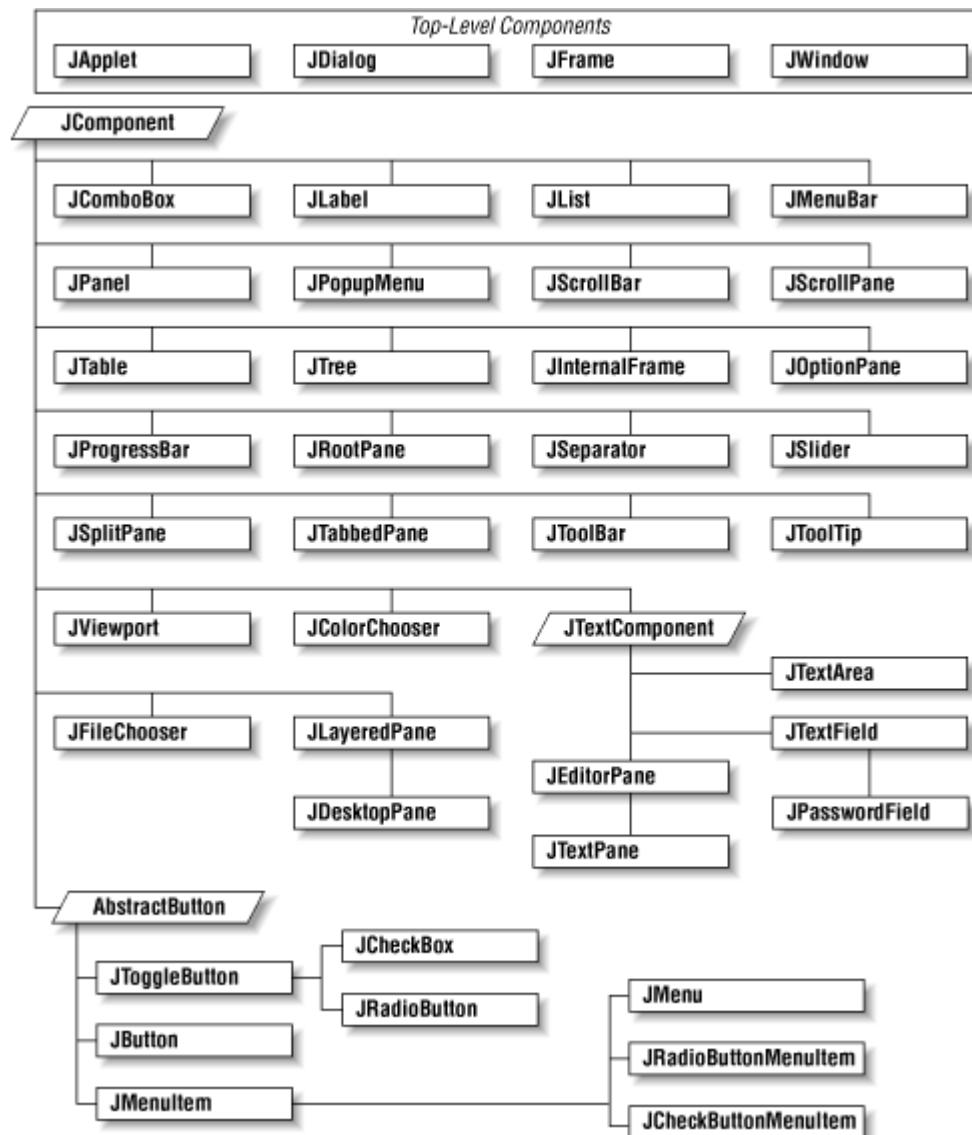 Top-Level Components
JApplet JDialog JFrame JWindow
JComponent
JComboBox JLabel JList JMenuBar
JPanel JPopupMenu JScrollBar JScrollPane
JTable JTree JInternalFrame JOptionPane
JProgressBar JRootPane JSeparator JSlider
JSplitPane JTabbedPane JToolBar JToolTip
JViewport JColorChooser JTextComponent
JTextArea
JFileChooser JLayeredPane JTextField
JEditorPane
JDesktopPane JPasswordField
JTextPane
AbstractButton
JCheckBox
JToggleButton
JMenu
JRadioButton
JButton
JRadioButtonMenuItem
JMenuItem
JCheckButtonMenuItem